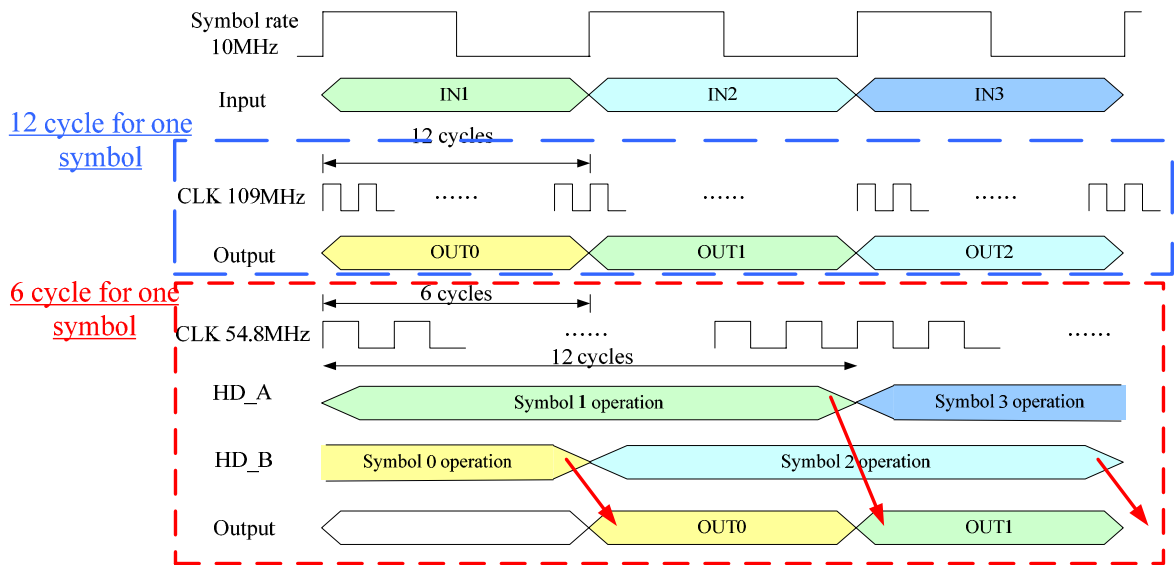 Symbol rate
10MHz
Input
IN1
IN2
IN3
12 cycle for one
symbol
12 cycles
CLK 109MHz
......
......
......
Output
OUT0
OUT1
OUT2
6 cycle for one
symbol
6 cycles
CLK 54.8MHz
......
......
12 cycles
HD_A
Symbol 1 operation
Symbol 3 operation
HD_B
Symbol 0 operation
Symbol 2 operation
Output
OUT0
OUT1